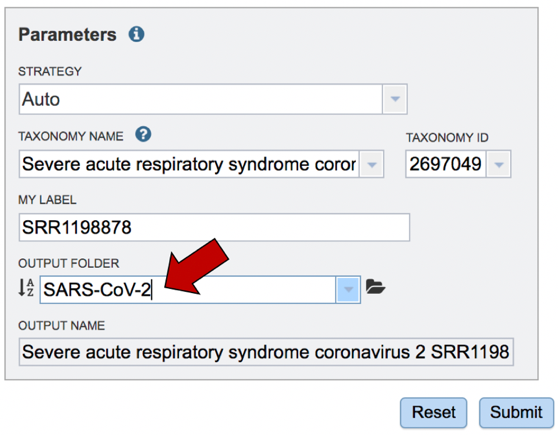 Parameters
STRATEGY
Auto
TAXONOMY NAME
TAXONOMY ID
Severe acute respiratory syndrome coror
2697049
MY LABEL
SRR1198878
OUTPUT FOLDER
A
Z
SARS-CoV-2
OUTPUT NAME
Severe acute respiratory syndrome coronavirus 2 SRR1198
Reset
Submit